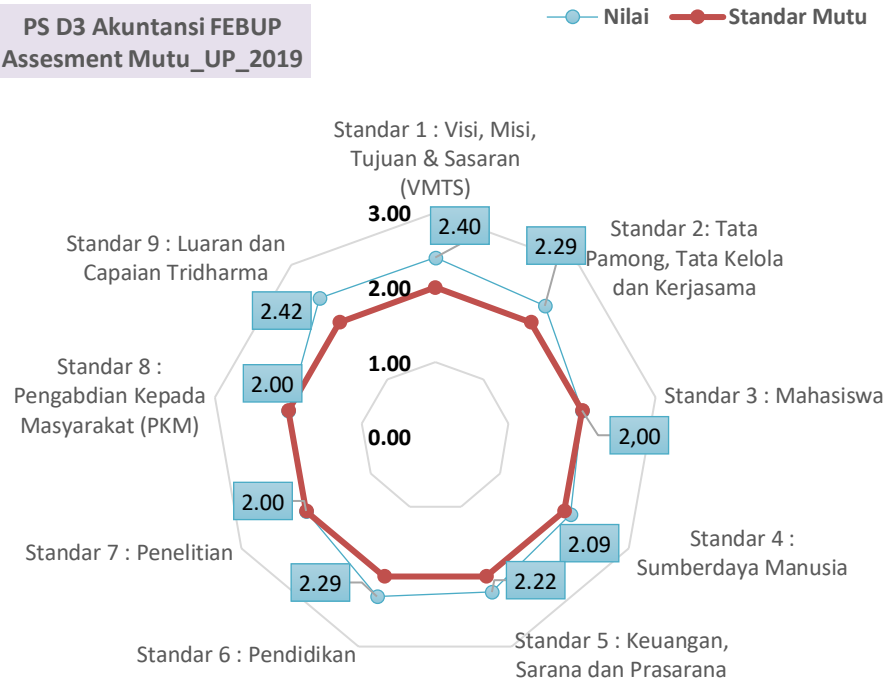 PS D3 Akuntansi FEBUP
Assesment Mutu_UP_2019
Nilai
Standar Mutu
Standar 1 : Visi, Misi,
Tujuan & Sasaran
(VMTS)
3.00
2.40
2.29
Standar 2: Tata
Pamong, Tata Kelola
dan Kerjasama
Standar 9 : Luaran dan
Capaian Tridharma
2.42
2.00
1.00
0.00
Standar 8 :
Pengabdian Kepada
Masyarakat (PKM)
2.00
Standar 3 : Mahasiswa
2,00
2.00
Standar 7 : Penelitian
2.09
Standar 4 :
Sumberdaya Manusia
2.29
2.22
Standar 6 : Pendidikan
Standar 5 : Keuangan,
Sarana dan Prasarana